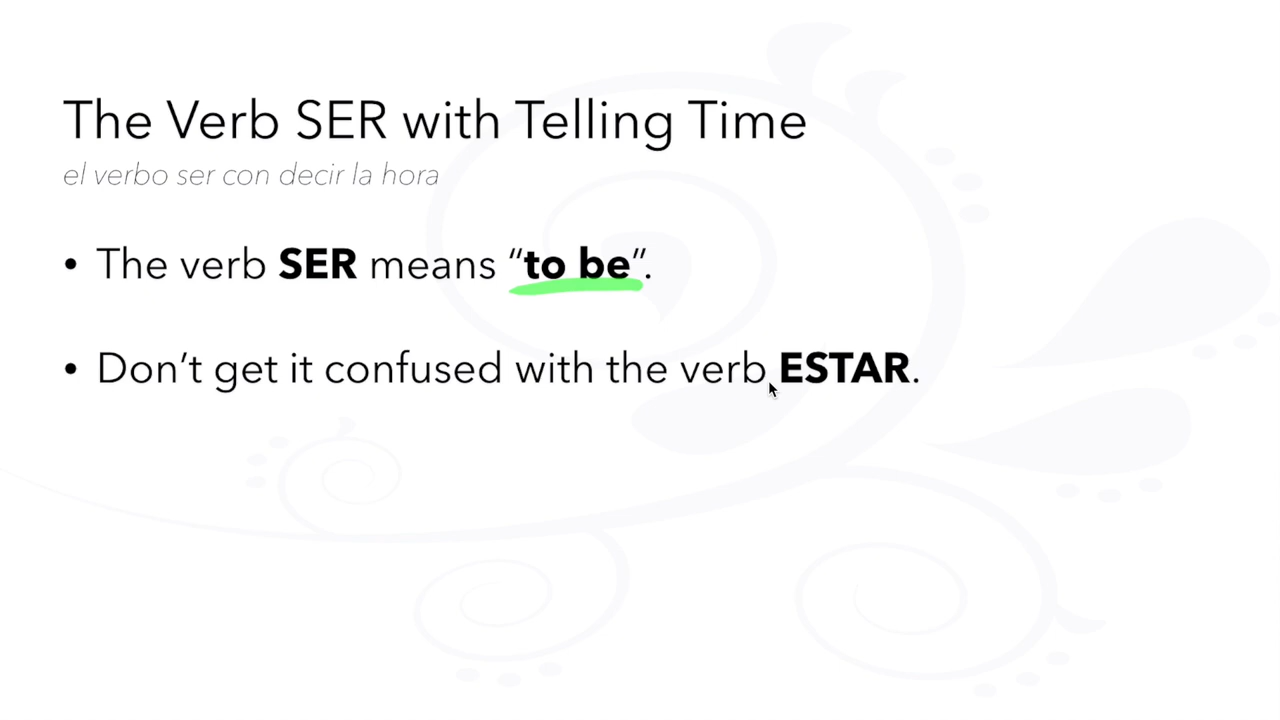 The Verb SER with Telling Time
el verbo ser con decir la hora
• The verb SER means “to be”.
• Don’t get it confused with the verb ESTAR.